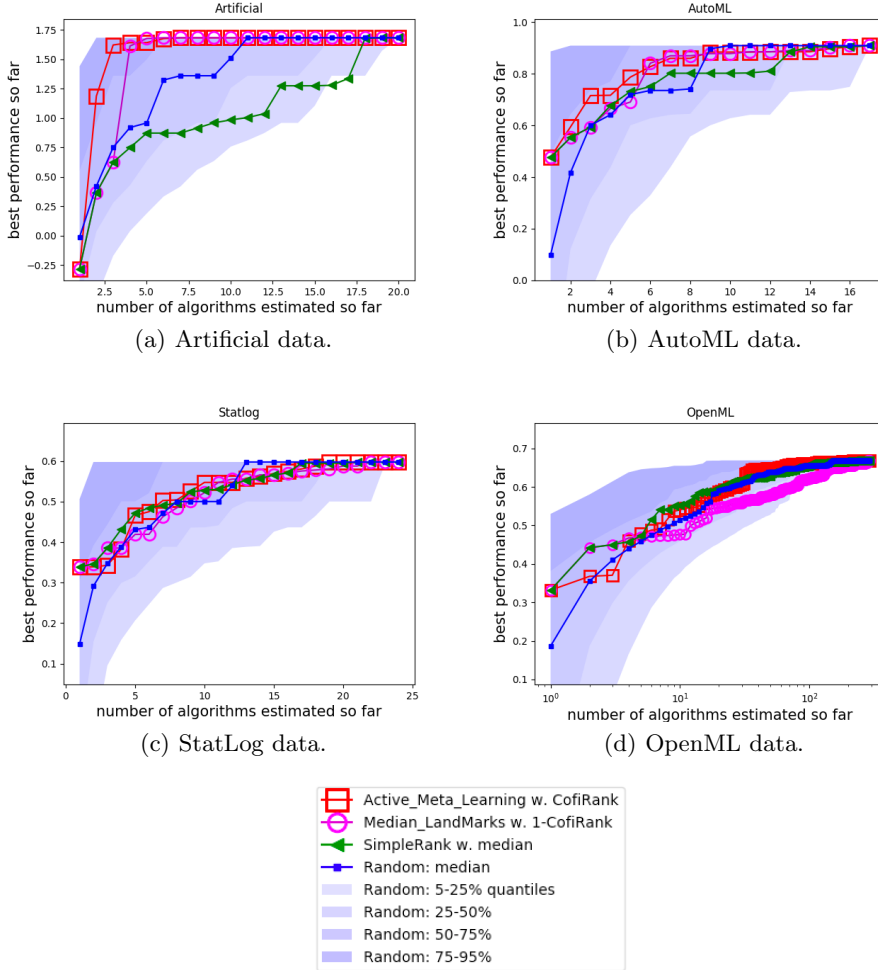 Artificial
AutoML
best performance so far
1.75
1.50
1.25
1.00
0.75
0.50
0.25
0.00
−0.25
2.5 5.0 7.5 10.0 12.5 15.0 17.5 20.0
number of algorithms estimated so far
best performance so far
1.0
0.8
0.6
0.4
0.2
0.0
2 4 6 8 10 12 14 16
number of algorithms estimated so far
(a) Artificial data.
(b) AutoML data.
Statlog
OpenML
best performance so far
0.6
0.5
0.4
0.3
0.2
0.1
0 5 10 15 20 25
number of algorithms estimated so far
best performance so far
0.7
0.6
0.5
0.4
0.3
0.2
0.1
10⁰ 10¹ 10²
number of algorithms estimated so far
(c) StatLog data.
(d) OpenML data.
Active_Meta_Learning w. CofiRank
Median_LandMarks w. 1-CofiRank
SimpleRank w. median
Random: median
Random: 5-25% quantiles
Random: 25-50%
Random: 50-75%
Random: 75-95%